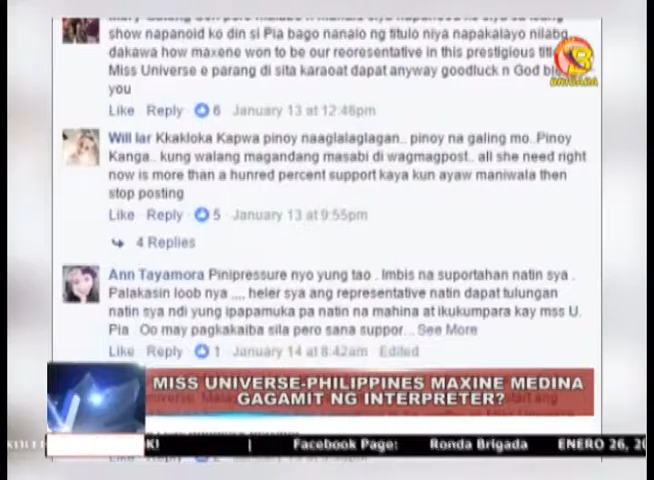 show napanoid ko din si Pia bago nanalo ng titulo niya napakalayo nilabg
dakawa how maxene won to be our reoresentative in this prestigious title
Miss Universe e parang di sita karaoat dapat anyway goodluck n God
you
Like Reply 6 January 13 at 12:46pm
Will Iar Kkakloka Kapwa pinoy naaglalaglagan.. pinoy na galing mo..Pinoy
Kanga.. kung walang magandang masabi di wagmagpost.. all she need right
now is more than a hunred percent support kaya kun ayaw maniwala then
stop posting
Like Reply 5 January 13 at 9:55pm
4 Replies
Ann Tayamora Pinipressure nyo yung tao . Imbis na suportahan natin sya .
Palakasin loob nya ,,,, heler sya ang representative natin dapat tulungan
natin sya ndi yung ipapamuka pa natin na mahina at ikukumpara kay mss U.
Pia Oo may pagkakaiba sila pero sana suppor... See More
Like Reply 1 January 14 at 8:42am Edited
BRIGADA
MISS UNIVERSE-PHILIPPINES MAXINE MEDINA
GAGAMIT NG INTERPRETER?
K! | Facebook Page: Ronda Brigada ENERO 26, 20